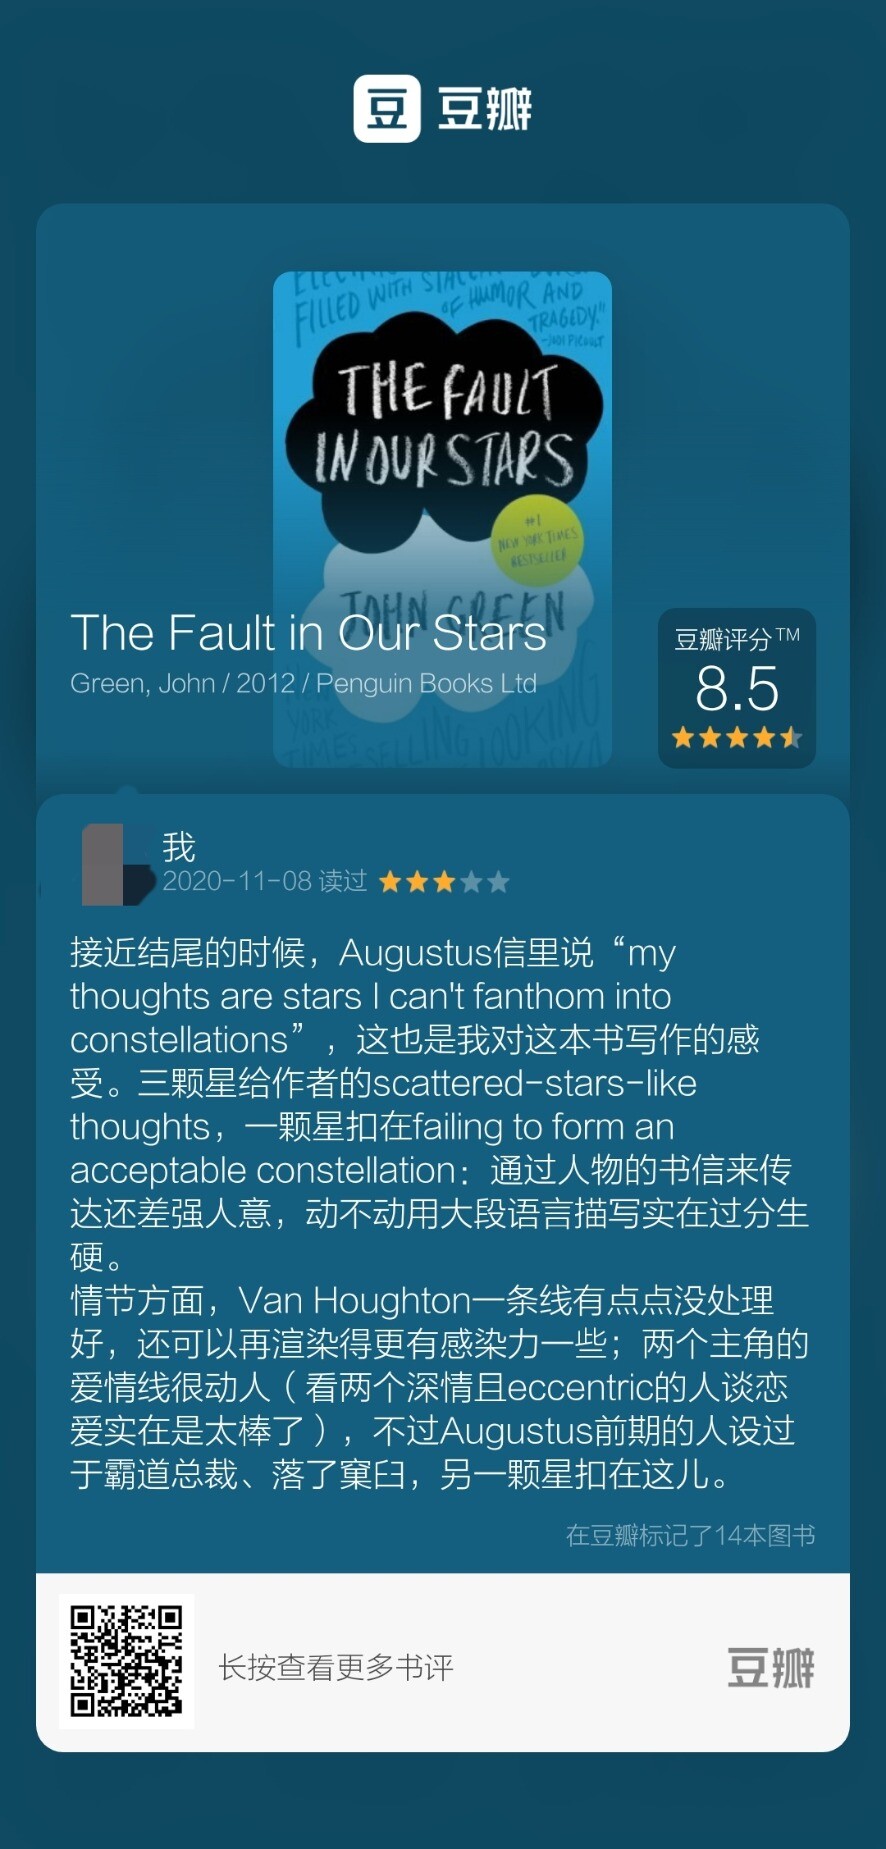 豆 豆瓣
FILLED WITH STACCATO
OF HUMOR AND
TRAGEDY."
-JODI PICOULT
THE FAULT
IN OUR STARS
#1
NEW YORK TIMES
BESTSELLER
JOHN GREEN
The Fault in Our Stars
Green, John / 2012 / Penguin Books Ltd
豆瓣评分™
8.5
NEW
YORK
TIMES
SELLING LOOKING
我
2020-11-08 读过
接近结尾的时候，Augustus信里说“my
thoughts are stars I can't fanthom into
constellations”，这也是我对这本书写作的感
受。三颗星给作者的scattered-stars-like
thoughts，一颗星扣在failing to form an
acceptable constellation：通过人物的书信来传
达还差强人意，动不动用大段语言描写实在过分生
硬。
情节方面，Van Houghton一条线有点点没处理
好，还可以再渲染得更有感染力一些；两个主角的
爱情线很动人（看两个深情且eccentric的人谈恋
爱实在是太棒了），不过Augustus前期的人设过
于霸道总裁、落了窠臼，另一颗星扣在这儿。
在豆瓣标记了14本图书
长按查看更多书评
豆瓣